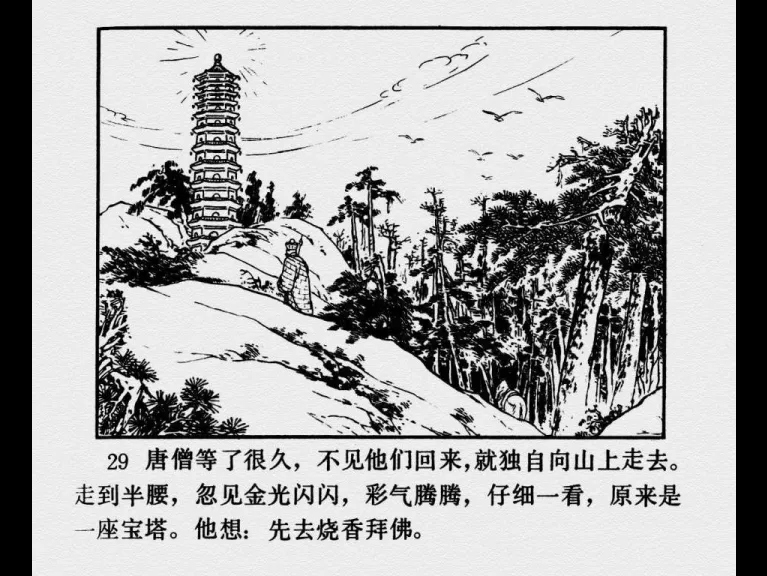 29 唐僧等了很久，不见他们回来，就独自向山上走去。
走到半腰，忽见金光闪闪，彩气腾腾，仔细一看，原来是
一座宝塔。他想：先去烧香拜佛。